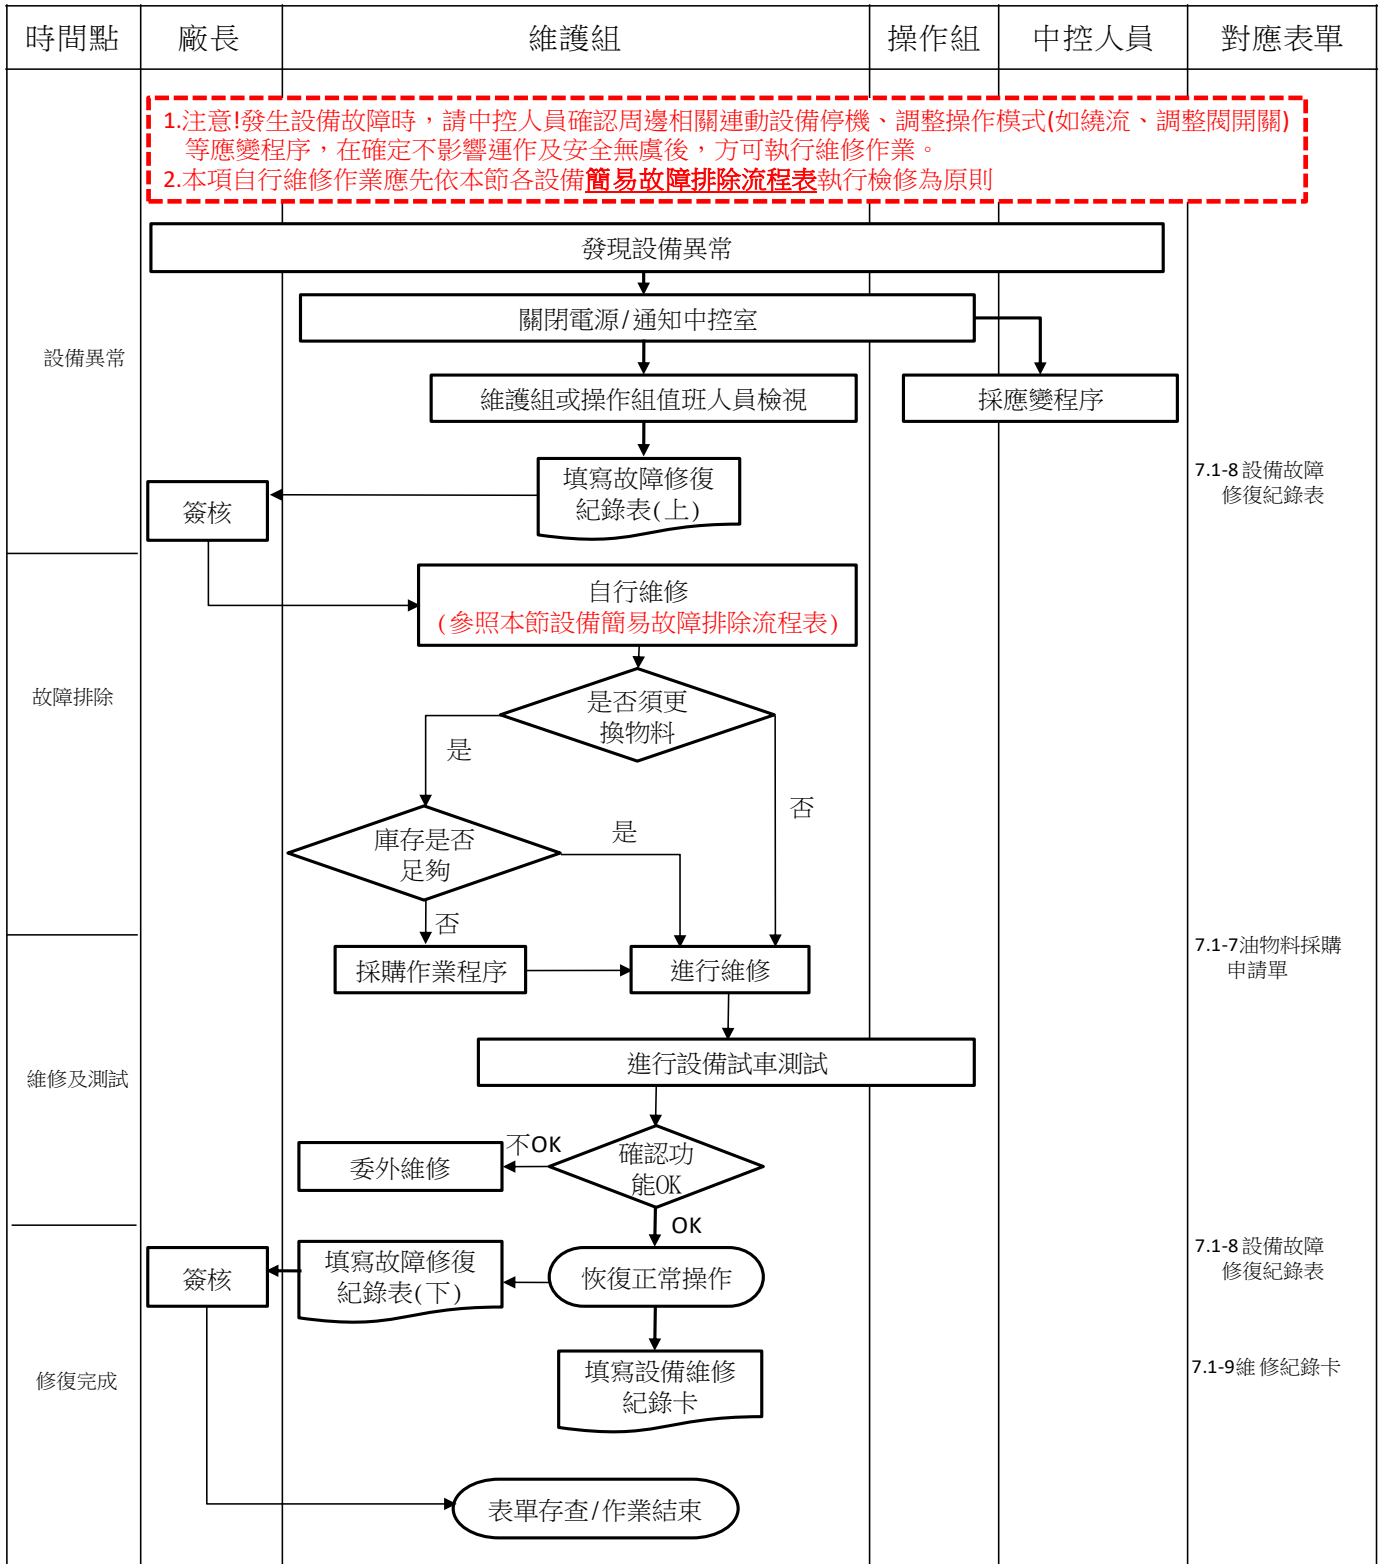 時間點
廠長
維護組
操作組
中控人員
對應表單
1.注意!發生設備故障時，請中控人員確認周邊相關連動設備停機、調整操作模式(如繞流、調整閥開關)
等應變程序，在確定不影響運作及安全無虞後，方可執行維修作業。
2.本項自行維修作業應先依本節各設備簡易故障排除流程表執行檢修為原則
發現設備異常
關閉電源/通知中控室
設備異常
維護組或操作組值班人員檢視
採應變程序
填寫故障修復
紀錄表(上)
簽核
7.1-8 設備故障
修復紀錄表
自行維修
(參照本節設備簡易故障排除流程表)
故障排除
是否須更
換物料
是
否
庫存是否
足夠
是
否
採購作業程序
進行維修
7.1-7油物料採購
申請單
進行設備試車測試
維修及測試
確認功
能OK
不OK
委外維修
OK
填寫故障修復
紀錄表(下)
簽核
恢復正常操作
7.1-8 設備故障
修復紀錄表
填寫設備維修
紀錄卡
修復完成
7.1-9維 修紀錄卡
表單存查/作業結束